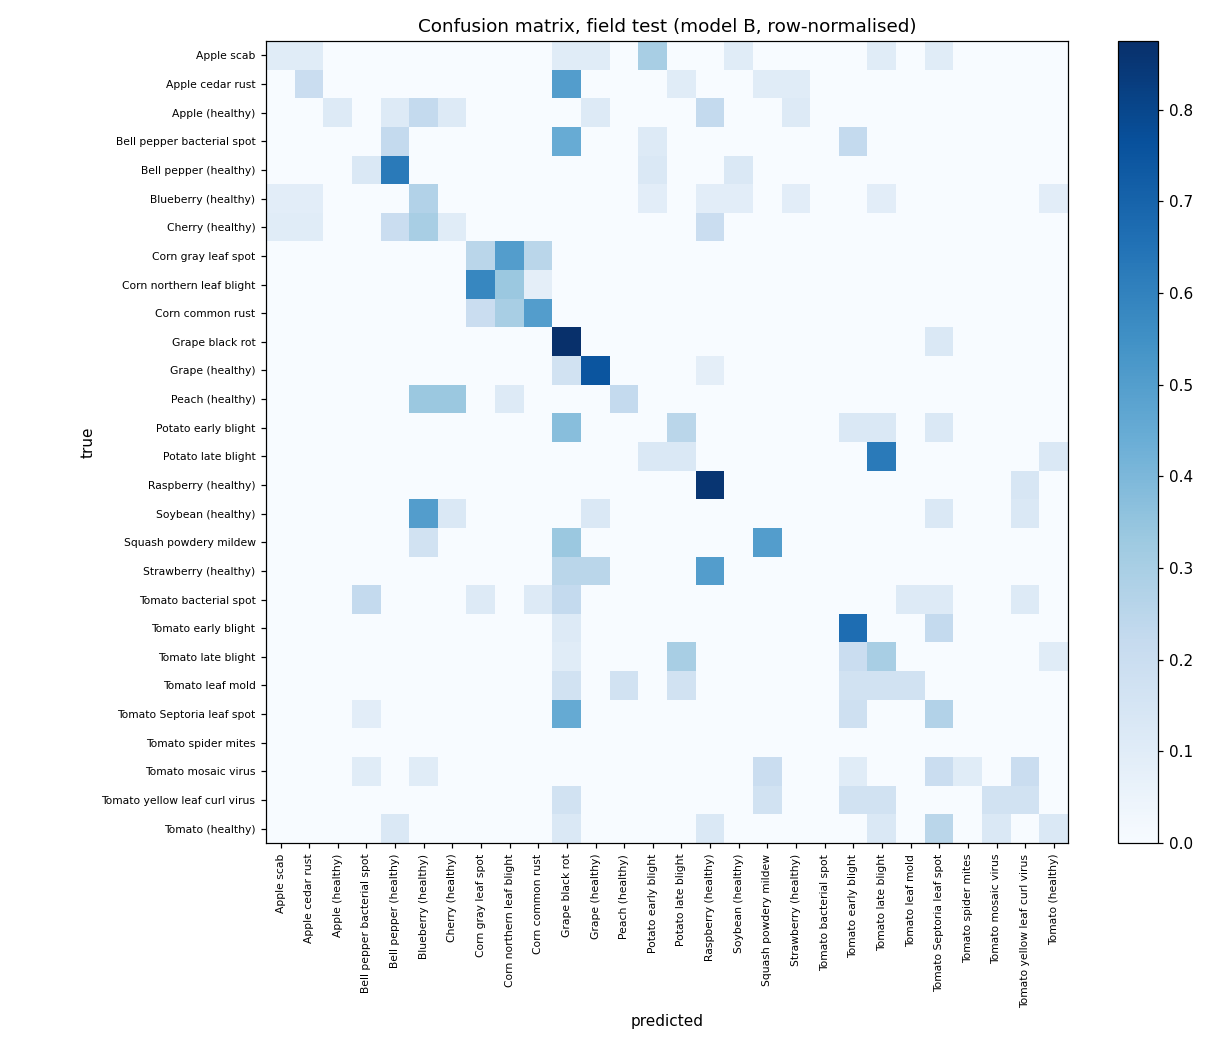 Confusion matrix, field test (model B, row-normalised)
true
Apple scab
Apple cedar rust
Apple (healthy)
Bell pepper bacterial spot
Bell pepper (healthy)
Blueberry (healthy)
Cherry (healthy)
Corn gray leaf spot
Corn northern leaf blight
Corn common rust
Grape black rot
Grape (healthy)
Peach (healthy)
Potato early blight
Potato late blight
Raspberry (healthy)
Soybean (healthy)
Squash powdery mildew
Strawberry (healthy)
Tomato bacterial spot
Tomato early blight
Tomato late blight
Tomato leaf mold
Tomato Septoria leaf spot
Tomato spider mites
Tomato mosaic virus
Tomato yellow leaf curl virus
Tomato (healthy)
Apple scab
Apple cedar rust
Apple (healthy)
Bell pepper bacterial spot
Bell pepper (healthy)
Blueberry (healthy)
Cherry (healthy)
Corn gray leaf spot
Corn northern leaf blight
Corn common rust
Grape black rot
Grape (healthy)
Peach (healthy)
Potato early blight
Potato late blight
Raspberry (healthy)
Soybean (healthy)
Squash powdery mildew
Strawberry (healthy)
Tomato bacterial spot
Tomato early blight
Tomato late blight
Tomato leaf mold
Tomato Septoria leaf spot
Tomato spider mites
Tomato mosaic virus
Tomato yellow leaf curl virus
Tomato (healthy)
predicted
0.8
0.7
0.6
0.5
0.4
0.3
0.2
0.1
0.0